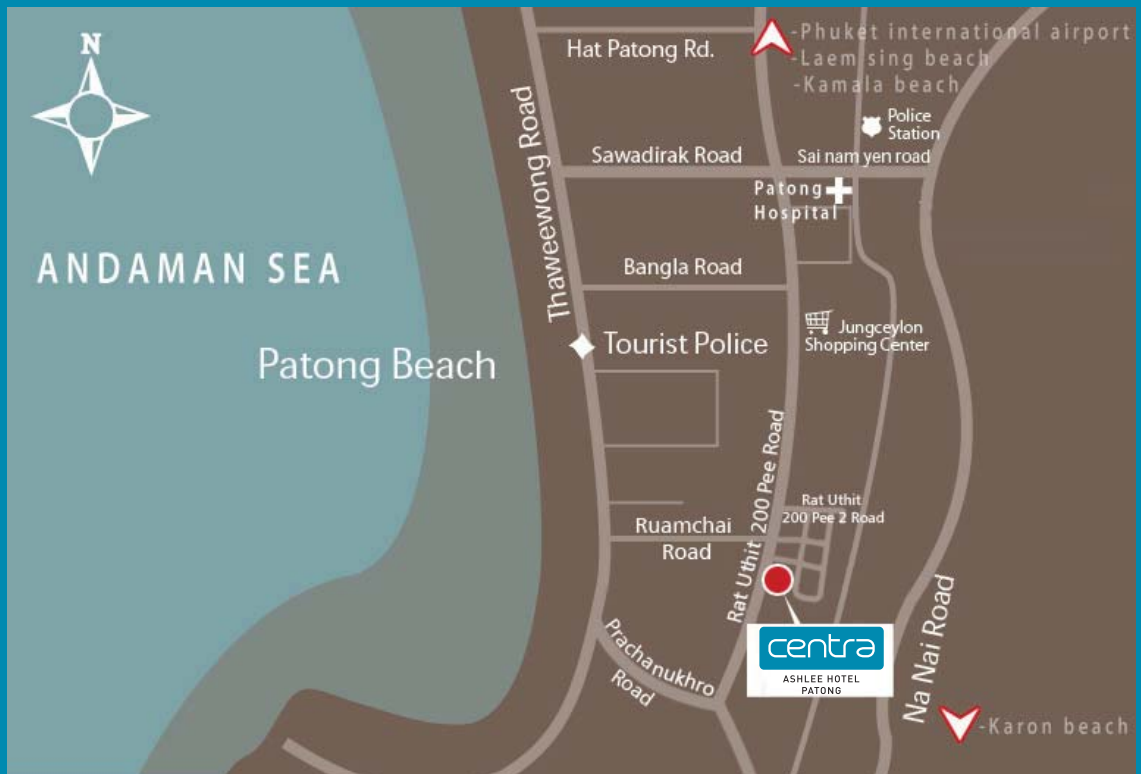 N
Hat Patong Rd.
-Phuket international airport
-Laem sing beach
-Kamala beach
Police
Station
Thaweewong Road
Sawadirak Road
Sai nam yen road
Patong
Hospital
ANDAMAN SEA
Bangla Road
Jungceylon
Shopping Center
Tourist Police
Patong Beach
Rat Uthit 200 Pee Road
Rat Uthit
200 Pee 2 Road
Ruamchai
Road
Prachanukhro
Road
centra
ASHLEE HOTEL
PATONG
Na Nai Road
-Karon beach